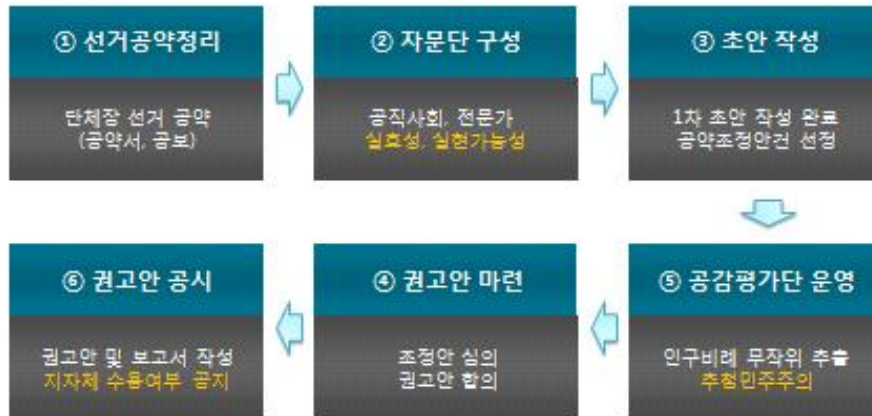 ① 선거공약정리
단체장 선거 공약
(공약서, 공보)
② 자문단 구성
공직사회, 전문가
실효성, 실현가능성
③ 초안 작성
1차 초안 작성 완료
공약조정안건 선정
⑤ 공감평가단 운영
인구비례 무작위 추출
추첨민주주의
④ 권고안 마련
조정안 심의
권고안 합의
⑥ 권고안 공시
권고안 및 보고서 작성
지자체 수용여부 공지